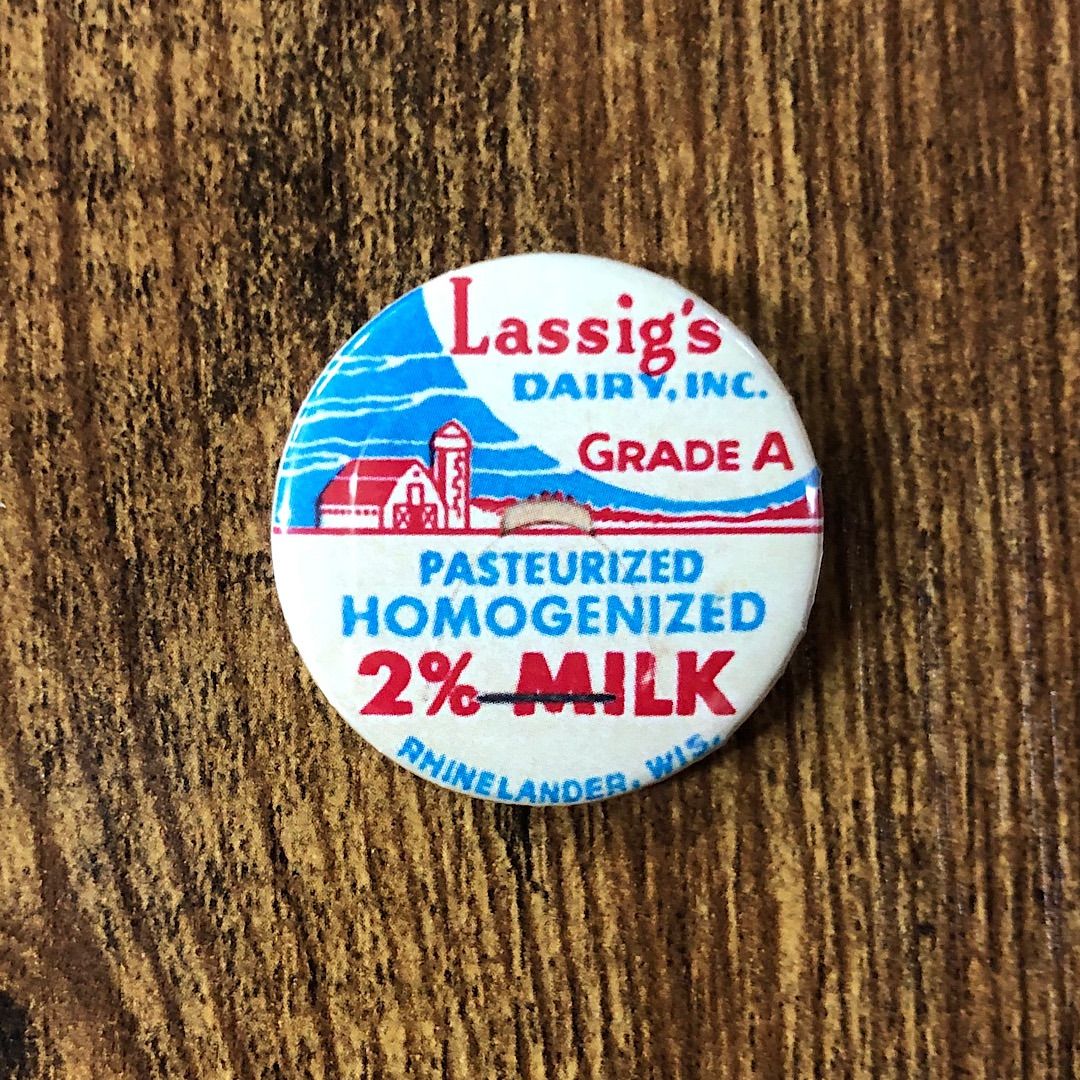 Lassig's
DAIRY, INC.
GRADE A
PASTEURIZED
HOMOGENIZED
2% MILK
RHINELANDER, WIS.